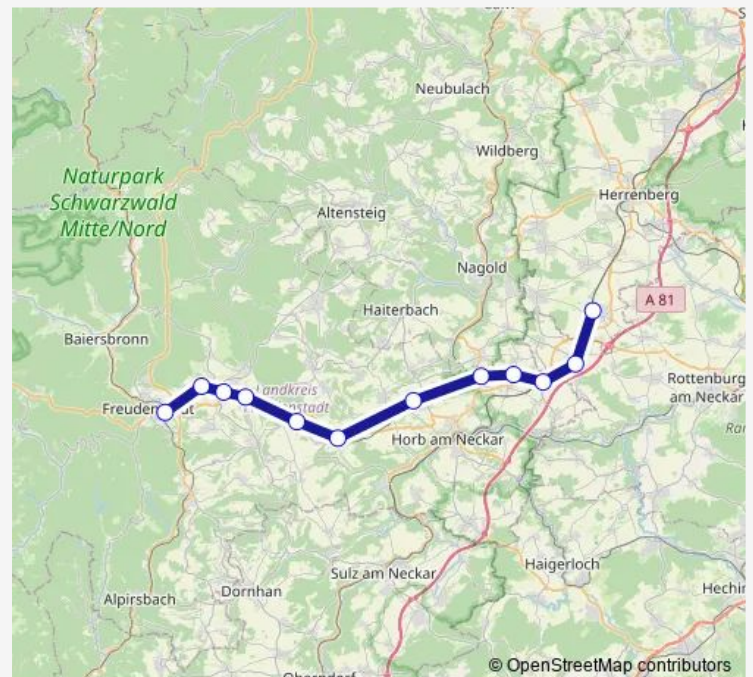 Neubulach
Wildberg
Naturpark
Schwarzwald
Mitte/Nord
Herrenberg
Altensteig
Nagold
A 81
Haiterbach
Baiersbronn
Landkreis
Rottenburg
am Neckar
Horb am Neckar
Haigerloch
Sulz am Neckar
Dornhan
Alpirsbach
© OpenStreetMap contributors